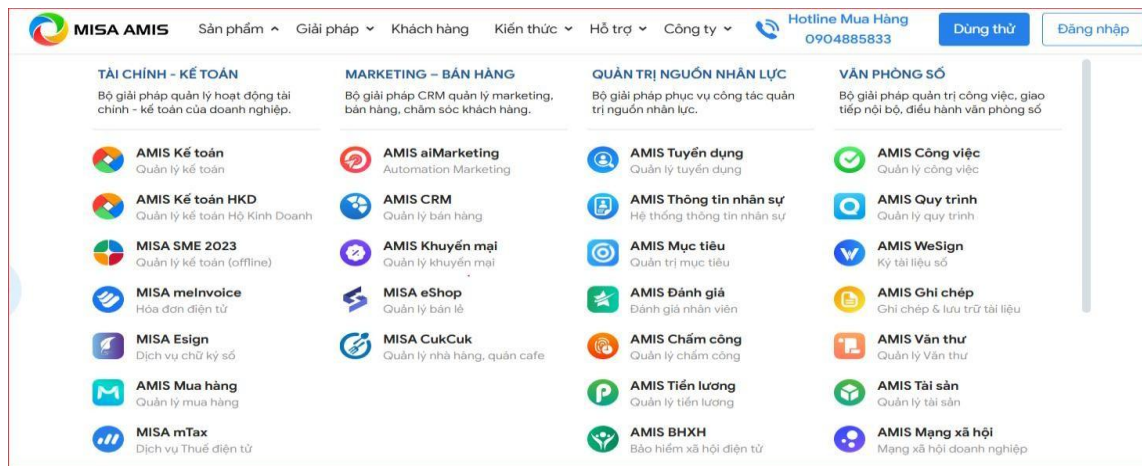 MISA AMIS
Sản phẩm
Giải pháp
Khách hàng
Kiến thức
Hỗ trợ
Công ty
Hotline Mua Hàng
0904885833
Dùng thử
Đăng nhập
TÀI CHÍNH - KẾ TOÁN
Bộ giải pháp quản lý hoạt động tài
chính - kế toán của doanh nghiệp.
AMIS Kế toán
Quản lý kế toán
AMIS Kế toán HKD
Quản lý kế toán Hộ Kinh Doanh
MISA SME 2023
Quản lý kế toán (offline)
MISA meInvoice
Hóa đơn điện tử
MISA Esign
Dịch vụ chữ ký số
AMIS Mua hàng
Quản lý mua hàng
MISA mTax
Dịch vụ Thuế điện tử
MARKETING – BÁN HÀNG
Bộ giải pháp CRM quản lý marketing,
bán hàng, chăm sóc khách hàng.
AMIS aiMarketing
Automation Marketing
AMIS CRM
Quản lý bán hàng
AMIS Khuyến mại
Quản lý khuyến mại
MISA eShop
Quản lý bán lẻ
MISA CukCuk
Quản lý nhà hàng, quán cafe
QUẢN TRỊ NGUỒN NHÂN LỰC
Bộ giải pháp phục vụ công tác quản
trị nguồn nhân lực.
AMIS Tuyển dụng
Quản lý tuyển dụng
AMIS Thông tin nhân sự
Hệ thống thông tin nhân sự
AMIS Mục tiêu
Quản trị mục tiêu
AMIS Đánh giá
Đánh giá nhân viên
AMIS Chấm công
Quản lý chấm công
AMIS Tiền lương
Quản lý tiền lương
AMIS BHXH
Bảo hiểm xã hội điện tử
VĂN PHÒNG SỐ
Bộ giải pháp quản trị công việc, giao
tiếp nội bộ, điều hành văn phòng số
AMIS Công việc
Quản lý công việc
AMIS Quy trình
Quản lý quy trình
AMIS WeSign
Ký tài liệu số
AMIS Ghi chép
Ghi chép & lưu trữ tài liệu
AMIS Văn thư
Quản lý Văn thư
AMIS Tài sản
Quản lý tài sản
AMIS Mạng xã hội
Mạng xã hội doanh nghiệp